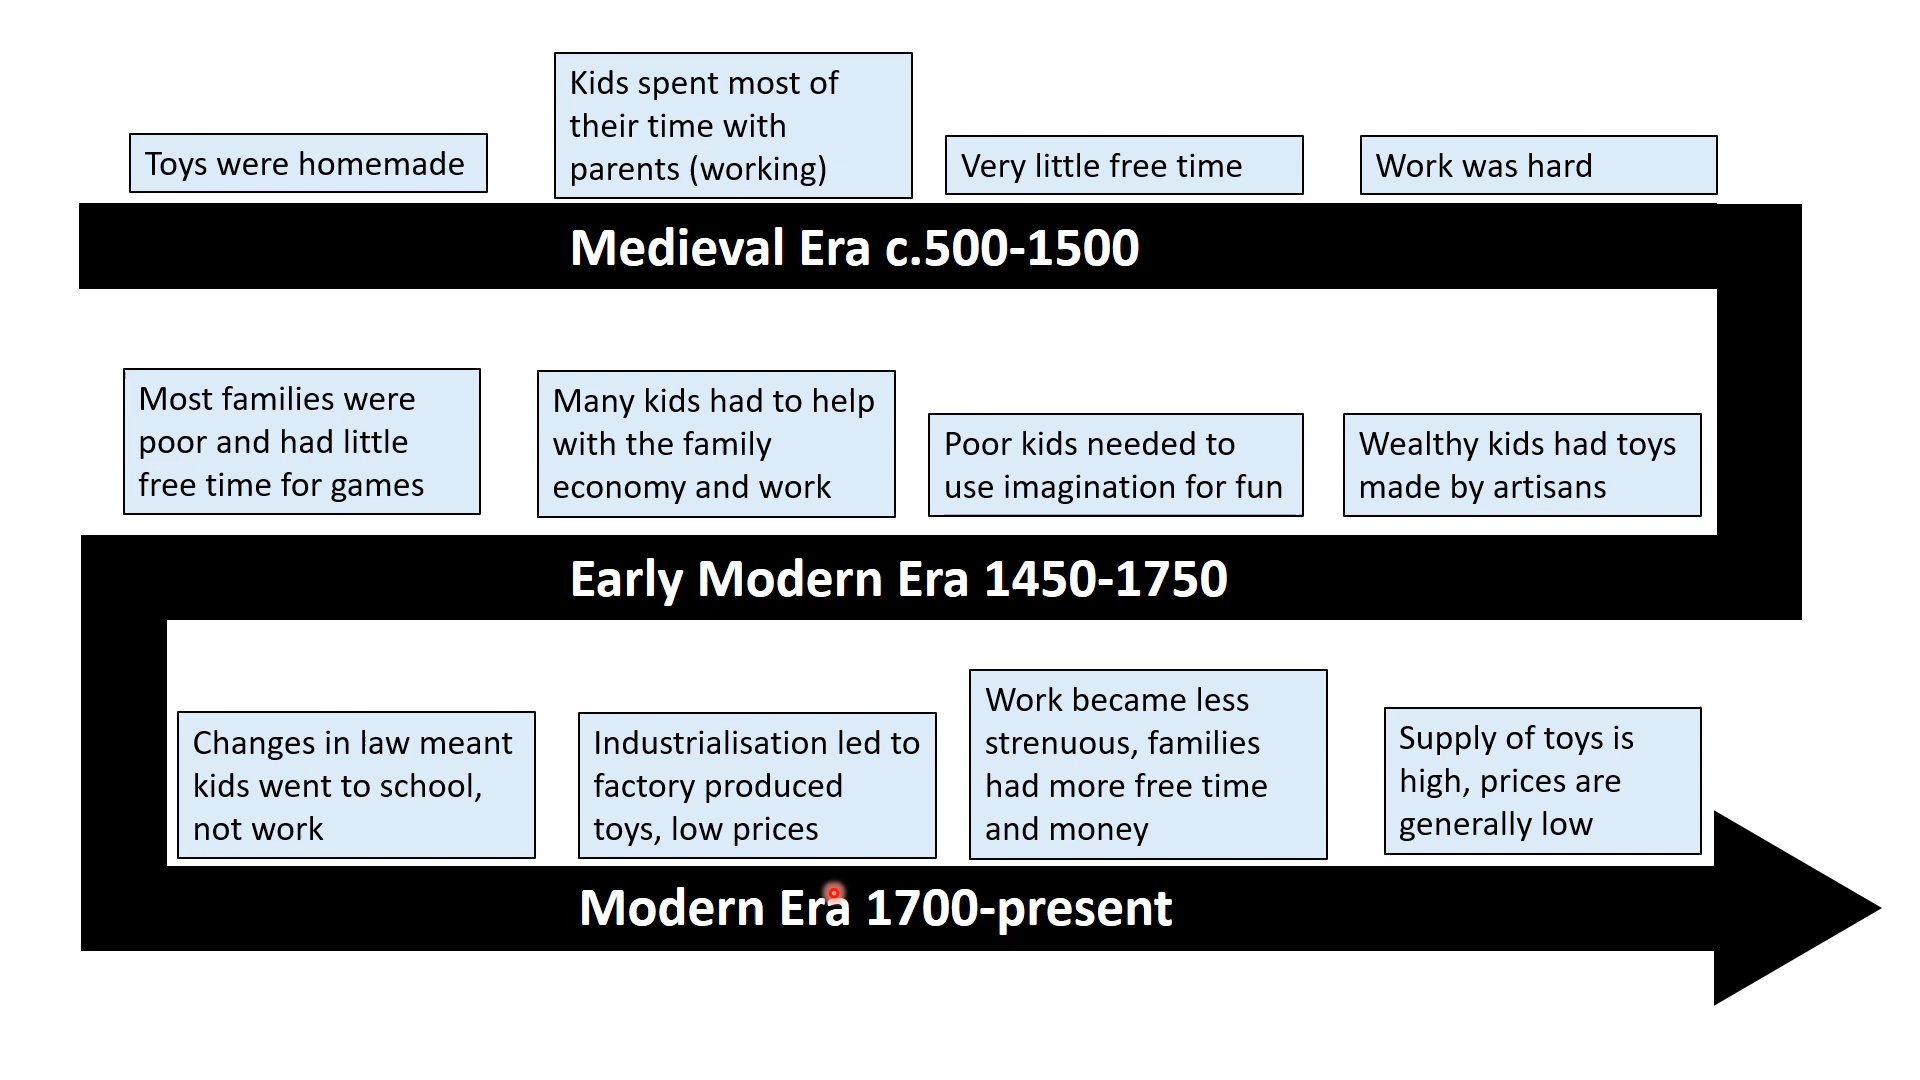 Toys were homemade
Kids spent most of
their time with
parents (working)
Very little free time
Work was hard
Medieval Era c.500-1500
Most families were
poor and had little
free time for games
Many kids had to help
with the family
economy and work
Poor kids needed to
use imagination for fun
Wealthy kids had toys
made by artisans
Early Modern Era 1450-1750
Changes in law meant
kids went to school,
not work
Industrialisation led to
factory produced
toys, low prices
Work became less
strenuous, families
had more free time
and money
Supply of toys is
high, prices are
generally low
Modern Era 1700-present